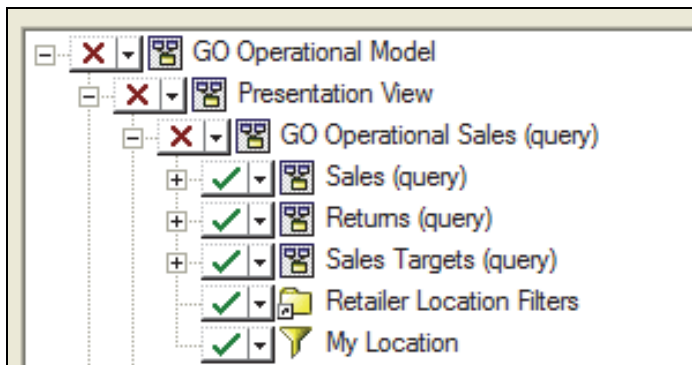 GO Operational Model
Presentation View
GO Operational Sales (query)
Sales (query)
Returns (query)
Sales Targets (query)
Retailer Location Filters
My Location